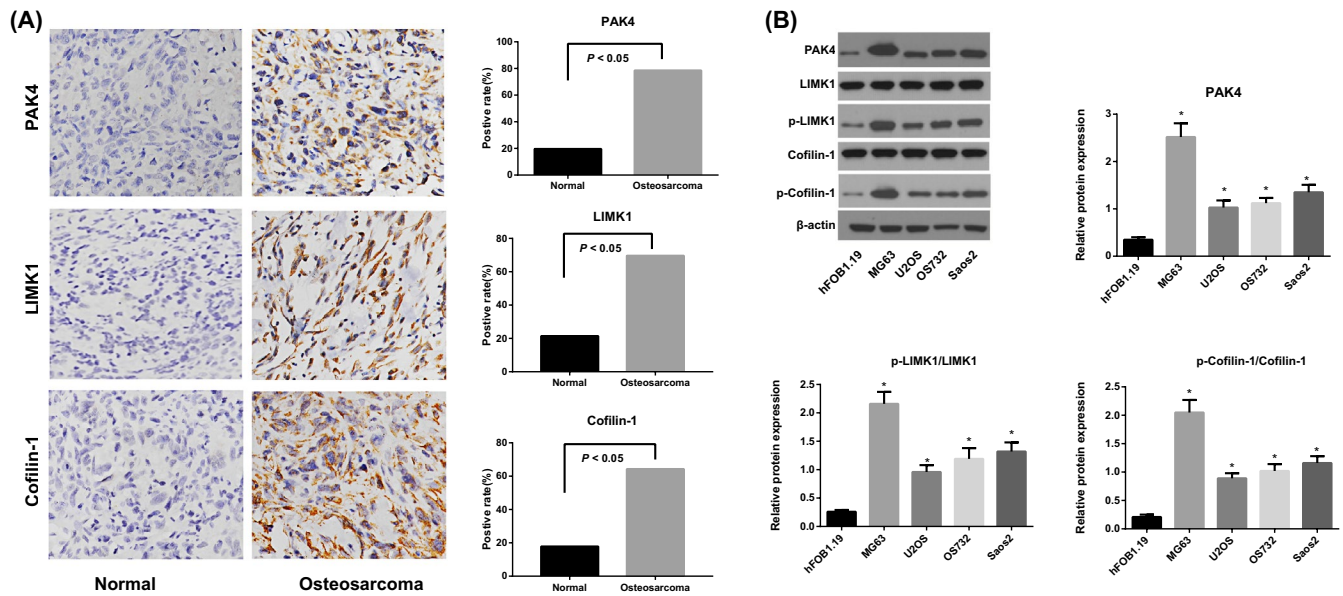 (A)
PAK4
LIMK1
Cofilin-1
Normal
Osteosarcoma
PAK4
P < 0.05
Postive rate(%)
100
80
60
40
20
0
Normal Osteosarcoma
LIMK1
P < 0.05
Postive rate(%)
80
60
40
20
0
Normal Osteosarcoma
Cofilin-1
P < 0.05
Postive rate(%)
80
60
40
20
0
Normal Osteosarcoma
(B)
PAK4
LIMK1
p-LIMK1
Cofilin-1
p-Cofilin-1
β-actin
hFOB1.19 MG63 U2OS OS732 Saos2
PAK4
Relative protein expression
3
2
1
0
* * * *
hFOB1.19 MG63 U2OS OS732 Saos2
p-LIMK1/LIMK1
Relative protein expression
2.5
2.0
1.5
1.0
0.5
0.0
* * * *
hFOB1.19 MG63 U2OS OS732 Saos2
p-Cofilin-1/Cofilin-1
Relative protein expression
2.5
2.0
1.5
1.0
0.5
0.0
* * * *
hFOB1.19 MG63 U2OS OS732 Saos2